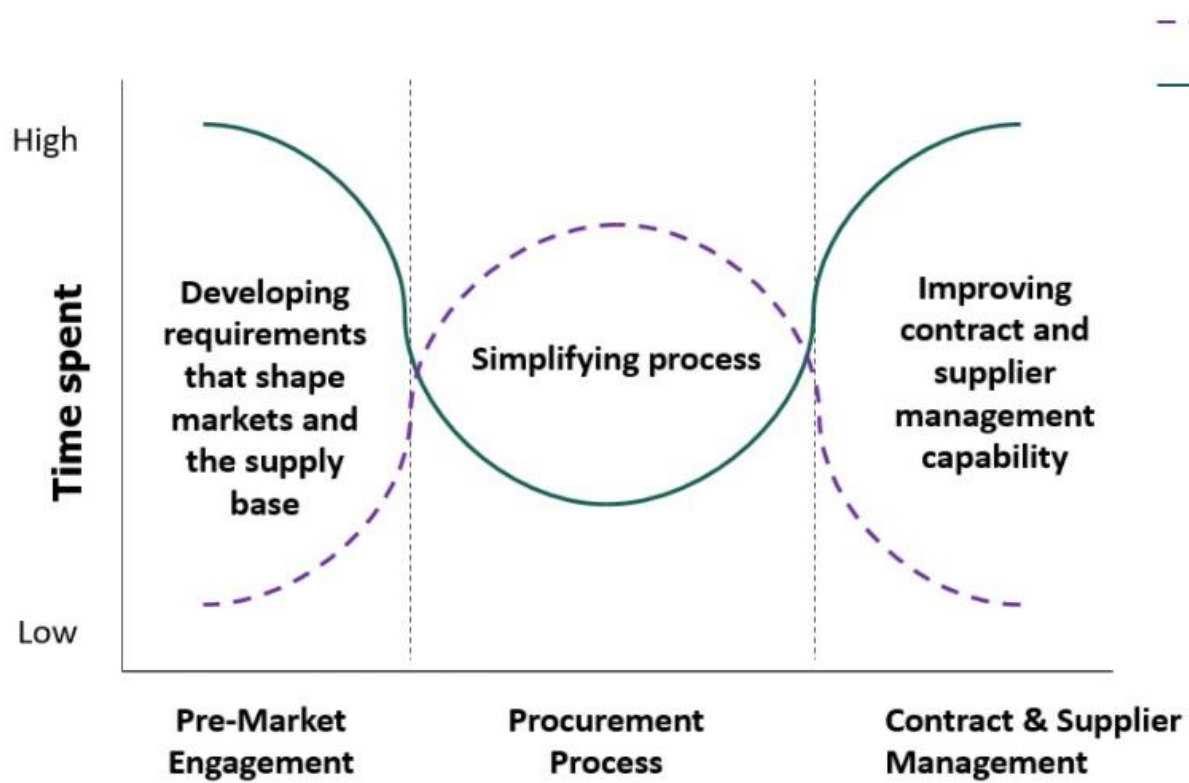 High
Low
Time spent
Developing
requirements
that shape
markets and
the supply
base
Simplifying process
Improving
contract and
supplier
management
capability
Pre-Market
Engagement
Procurement
Process
Contract & Supplier
Management